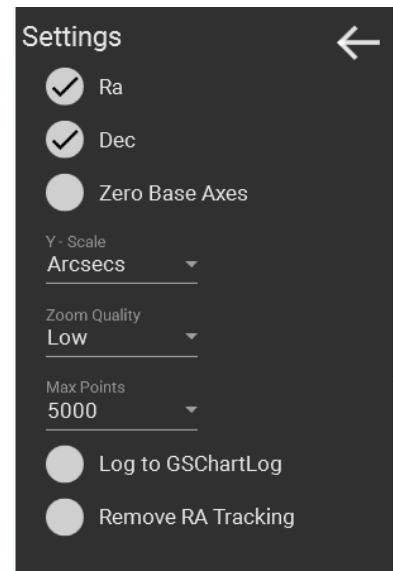 Settings
Ra
Dec
Zero Base Axes
Y - Scale
Arcsecs
Zoom Quality
Low
Max Points
5000
Log to GSChartLog
Remove RA Tracking